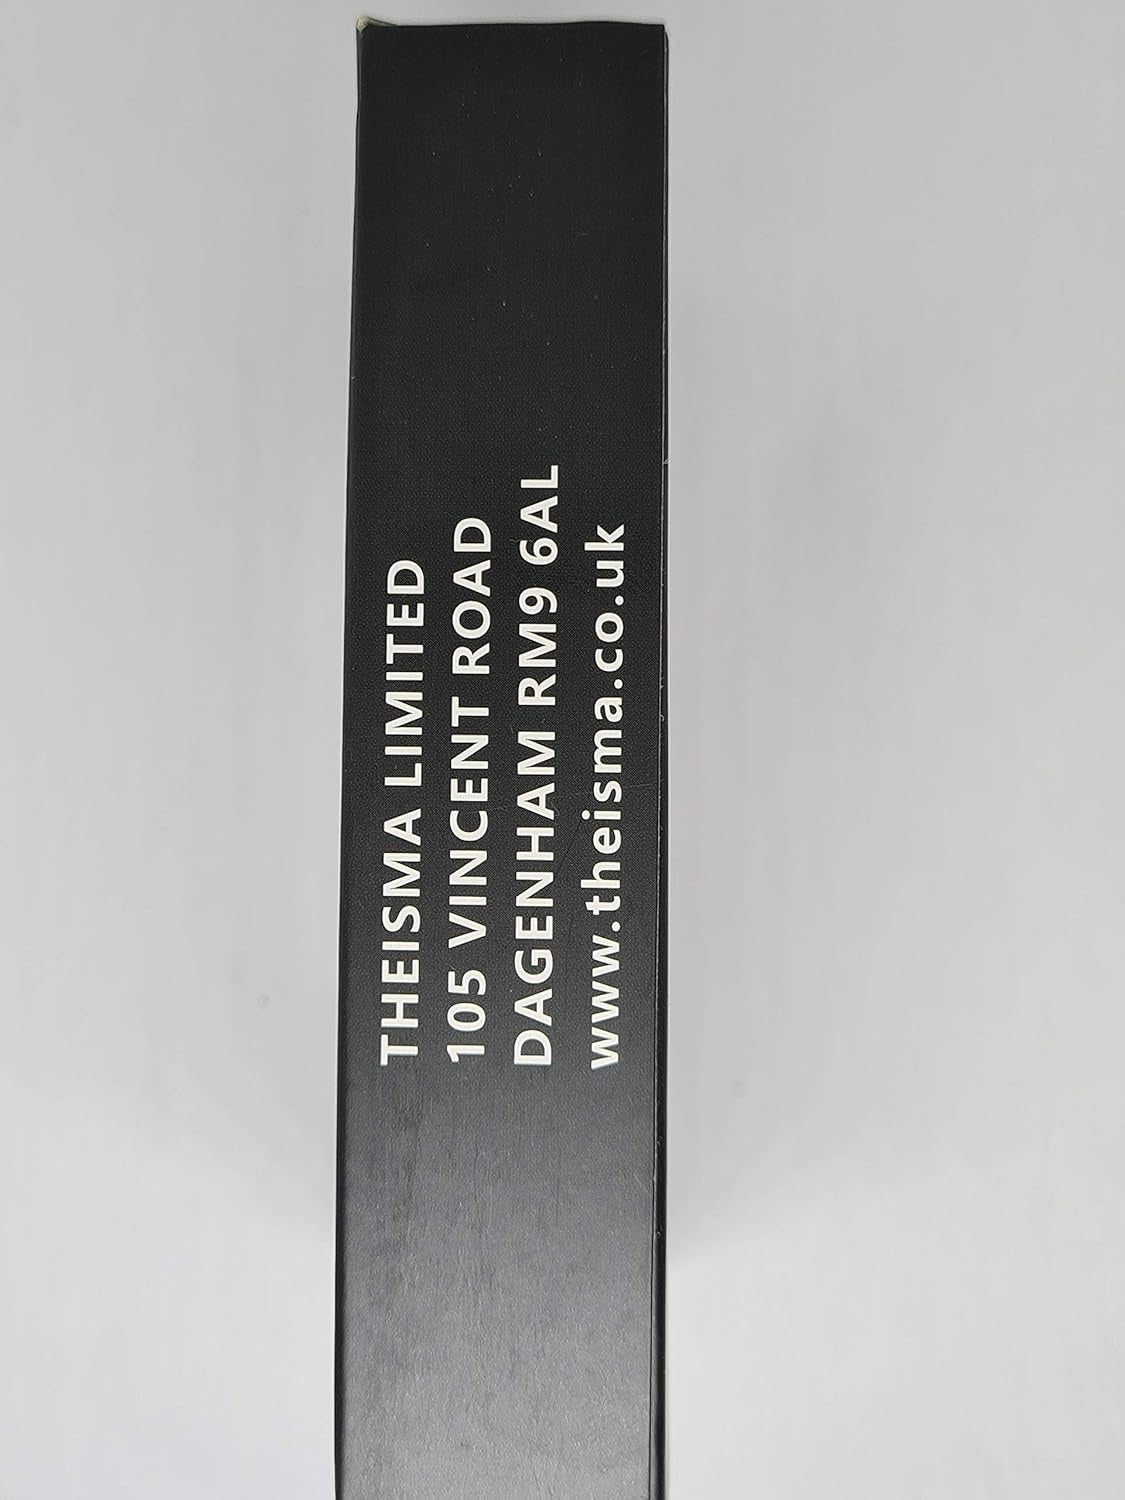 THEISMA LIMITED
105 VINCENT ROAD
DAGENHAM RM9 6AL
www.theisma.co.uk